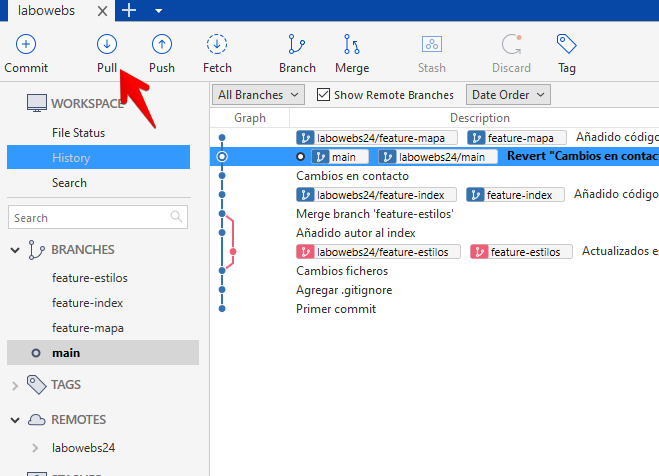 labowebs
Commit Pull Push Fetch Branch Merge Stash Discard Tag
WORKSPACE
File Status
History
Search
Search
BRANCHES
feature-estilos
feature-index
feature-mapa
main
TAGS
REMOTES
labowebs24
All Branches Show Remote Branches Date Order
Graph Description
labowebs24/feature-mapa feature-mapa Añadido código
main labowebs24/main Revert "Cambios en contac
Cambios en contacto
labowebs24/feature-index feature-index Añadido código
Merge branch 'feature-estilos'
Añadido autor al index
labowebs24/feature-estilos feature-estilos Actualizados es
Cambios ficheros
Agregar .gitignore
Primer commit